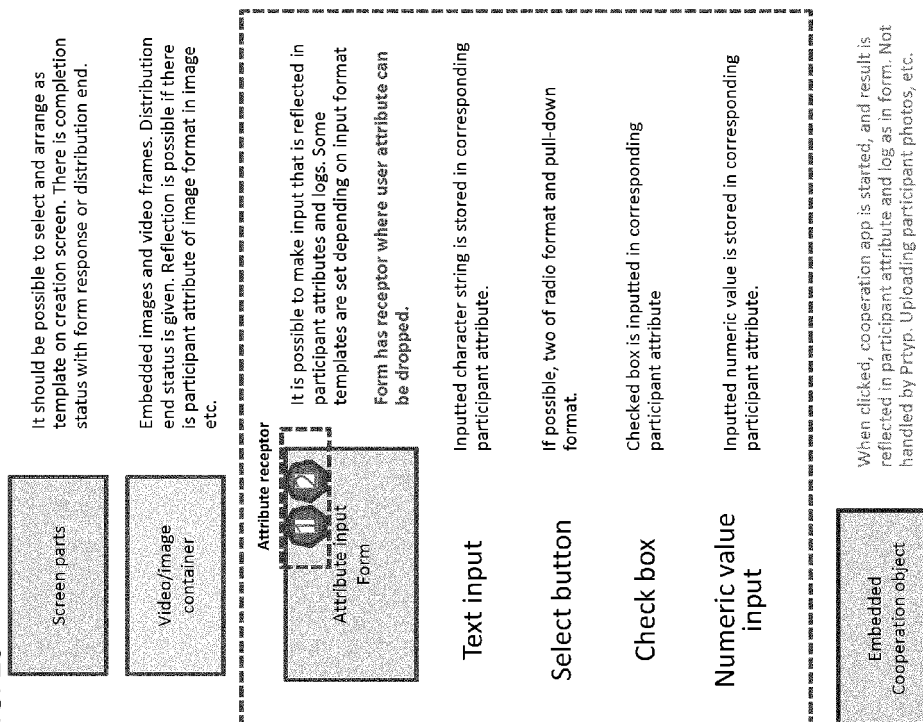 Screen parts
It should be possible to select and arrange as
template on creation screen. There is completion
status with form response or distribution end.
Video/image
container
Embedded images and video frames. Distribution
end status is given. Reflection is possible if there
is participant attribute of image format in image
etc.
Attribute receptor
1 2
Attribute input
Form
It is possible to make input that is reflected in
participant attributes and logs. Some
templates are set depending on input format
Form has receptor where user attribute can
be dropped.
Text input
Inputted character string is stored in corresponding
participant attribute.
Select button
If possible, two of radio format and pull-down
format.
Check box
Checked box is inputted in corresponding
participant attribute
Numeric value
input
Inputted numeric value is stored in corresponding
participant attribute.
Embedded
Cooperation object
When clicked, cooperation app is started, and result is
reflected in participant attribute and log as in form. Not
handled by Prtyp. Uploading participant photos, etc.